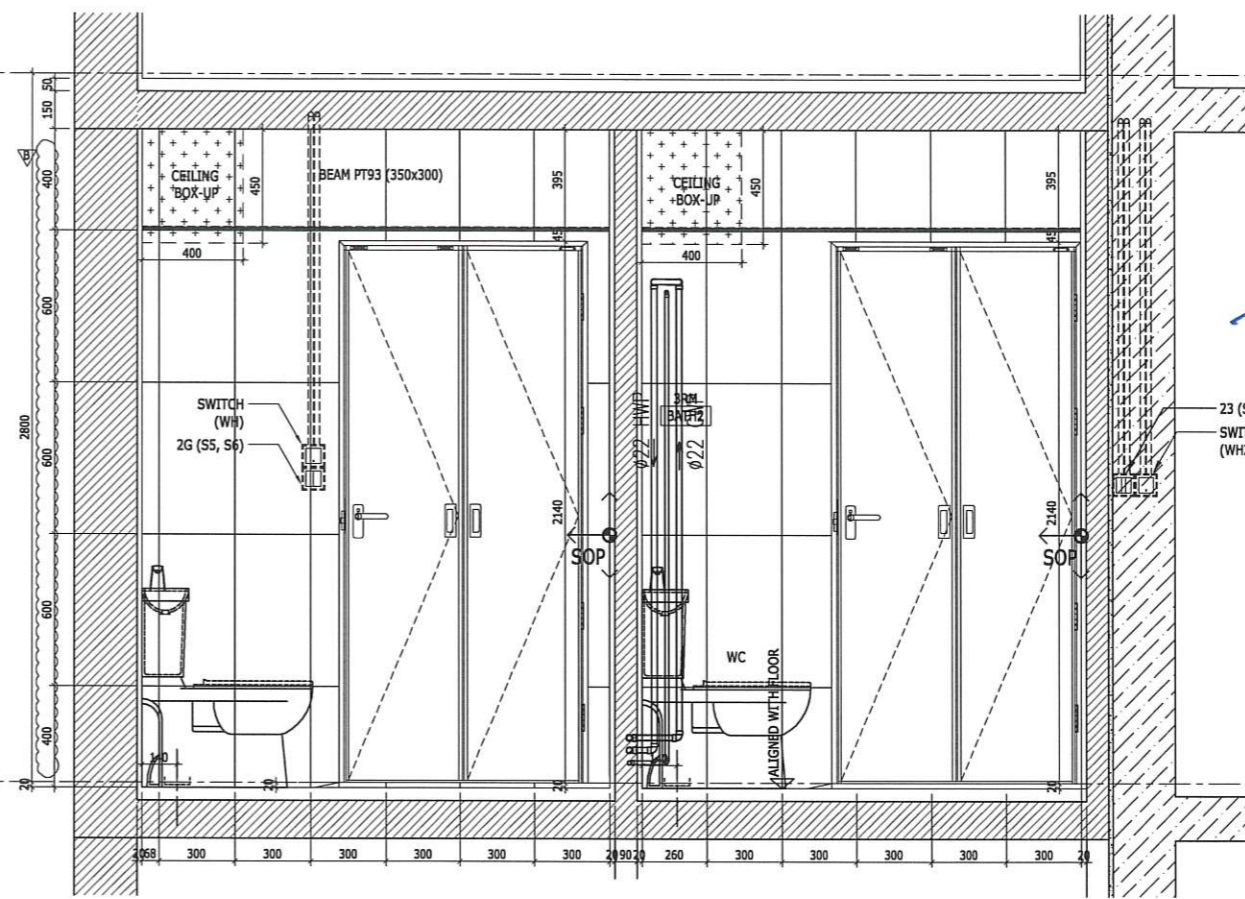 50
150
B
400
600
2800
600
600
400
20
CEILING
BOX-UP
450
400
BEAM PT93 (350x300)
395
45
SWITCH
(WH)
2G (S5, S6)
2140
SOP
140
20
20
CEILING
BOX-UP
450
400
395
45
Ø22 HWP
Ø22
3RM
BATH2
2140
SOP
WC
ALIGNED WITH FLOOR
20
23 (S
SWI
(WH
20 68 300 300 300 300 300 300 20 90 20 260 300 300 300 300 300 20